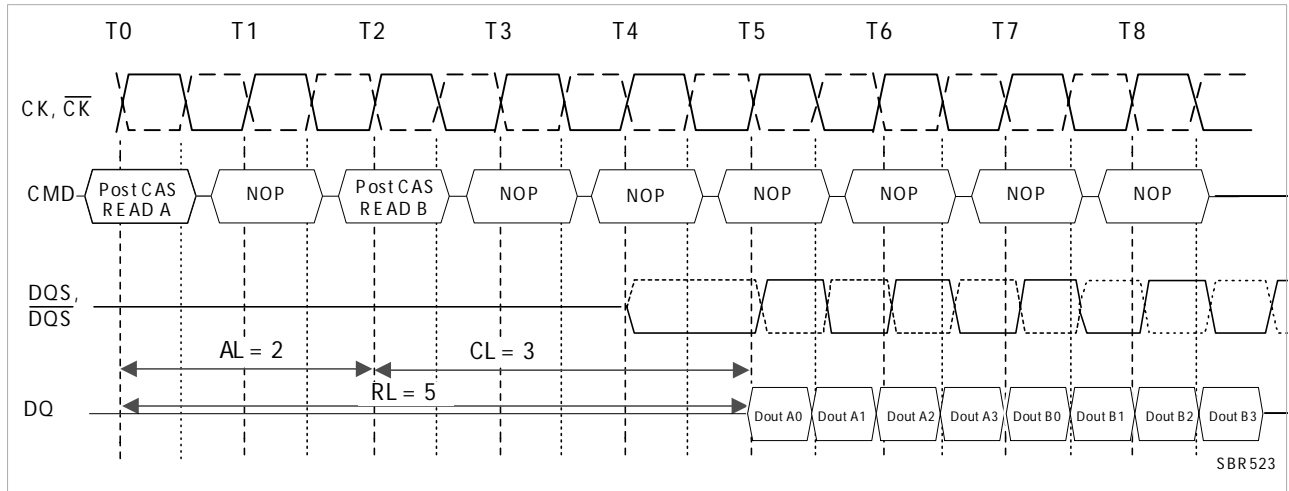 T0 T1 T2 T3 T4 T5 T6 T7 T8
CK, C̅K̅
CMD
Post CAS
READ A
NOP
Post CAS
READ B
NOP
NOP
NOP
NOP
NOP
NOP
DQS,
D̅Q̅S̅
AL = 2
CL = 3
RL = 5
DQ
Dout A0 Dout A1 Dout A2 Dout A3 Dout B0 Dout B1 Dout B2 Dout B3
SBR523